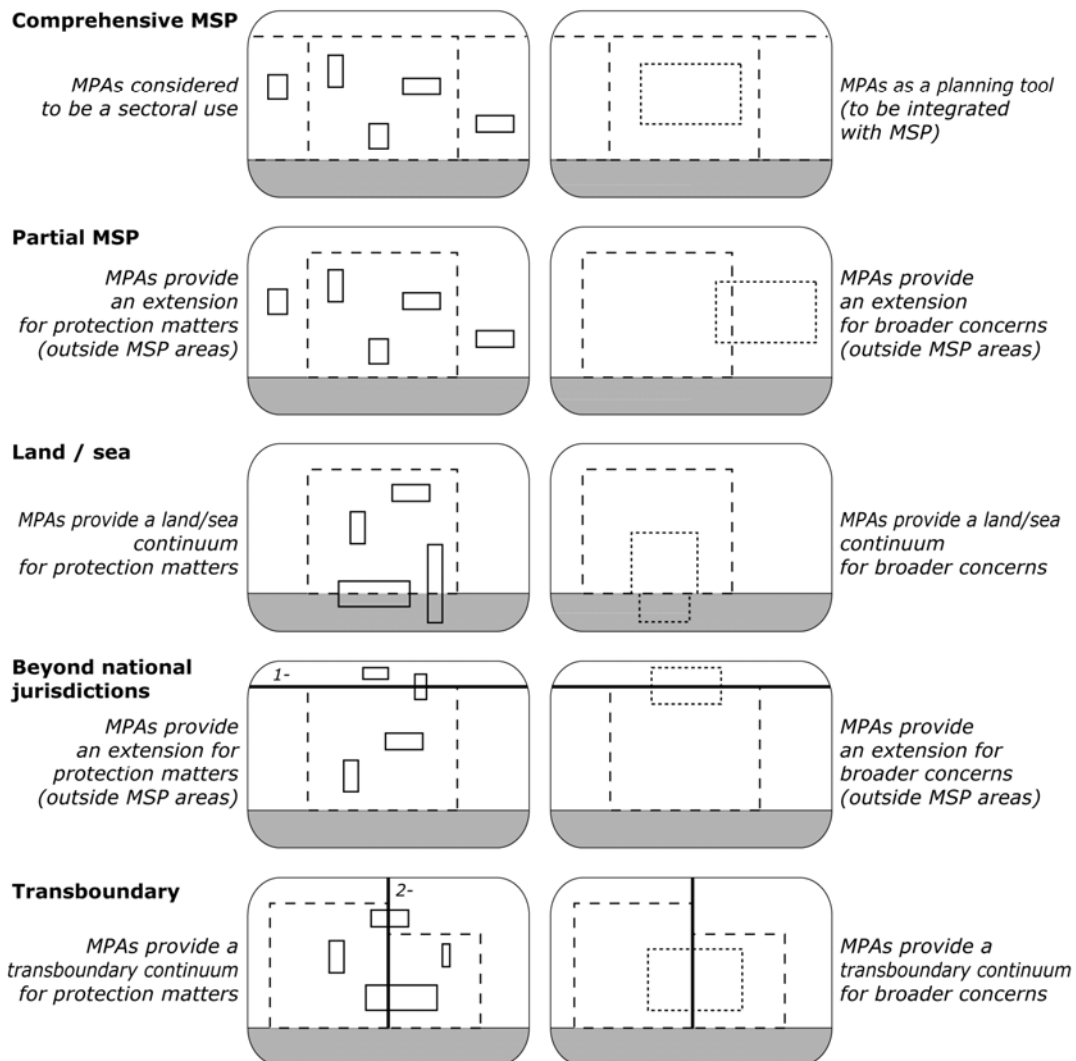 Comprehensive MSP
MPAs considered
to be a sectoral use
MPAs as a planning tool
(to be integrated
with MSP)
Partial MSP
MPAs provide
an extension
for protection matters
(outside MSP areas)
MPAs provide
an extension
for broader concerns
(outside MSP areas)
Land / sea
MPAs provide a land/sea
continuum
for protection matters
MPAs provide a land/sea
continuum
for broader concerns
Beyond national
jurisdictions
1-
MPAs provide
an extension for
protection matters
(outside MSP areas)
MPAs provide
an extension for
broader concerns
(outside MSP areas)
Transboundary
2-
MPAs provide a
transboundary continuum
for protection matters
MPAs provide a
transboundary continuum
for broader concerns